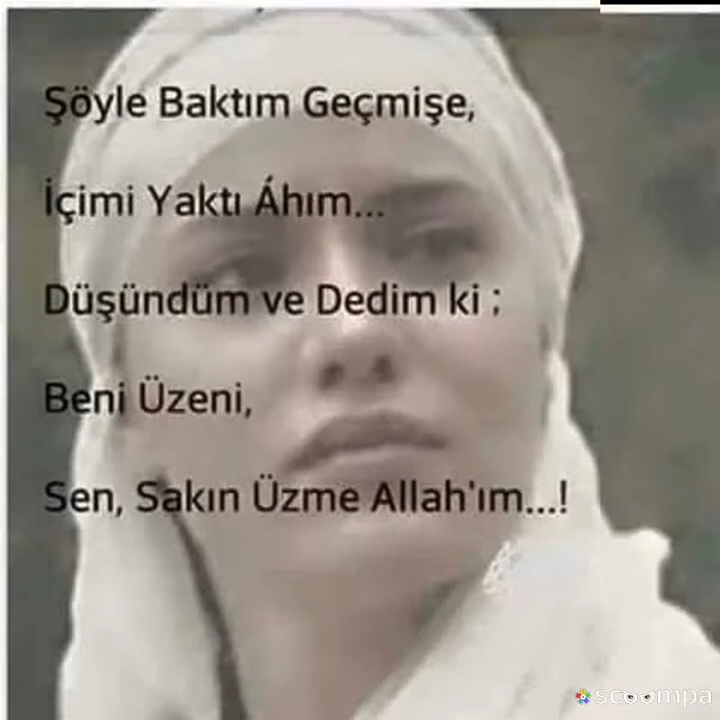 Şöyle Baktım Geçmişe,
İçimi Yaktı Áhım...
Düşündüm ve Dedim ki ;
Beni Üzeni,
Sen, Sakın Üzme Allah'ım...!
scoompa